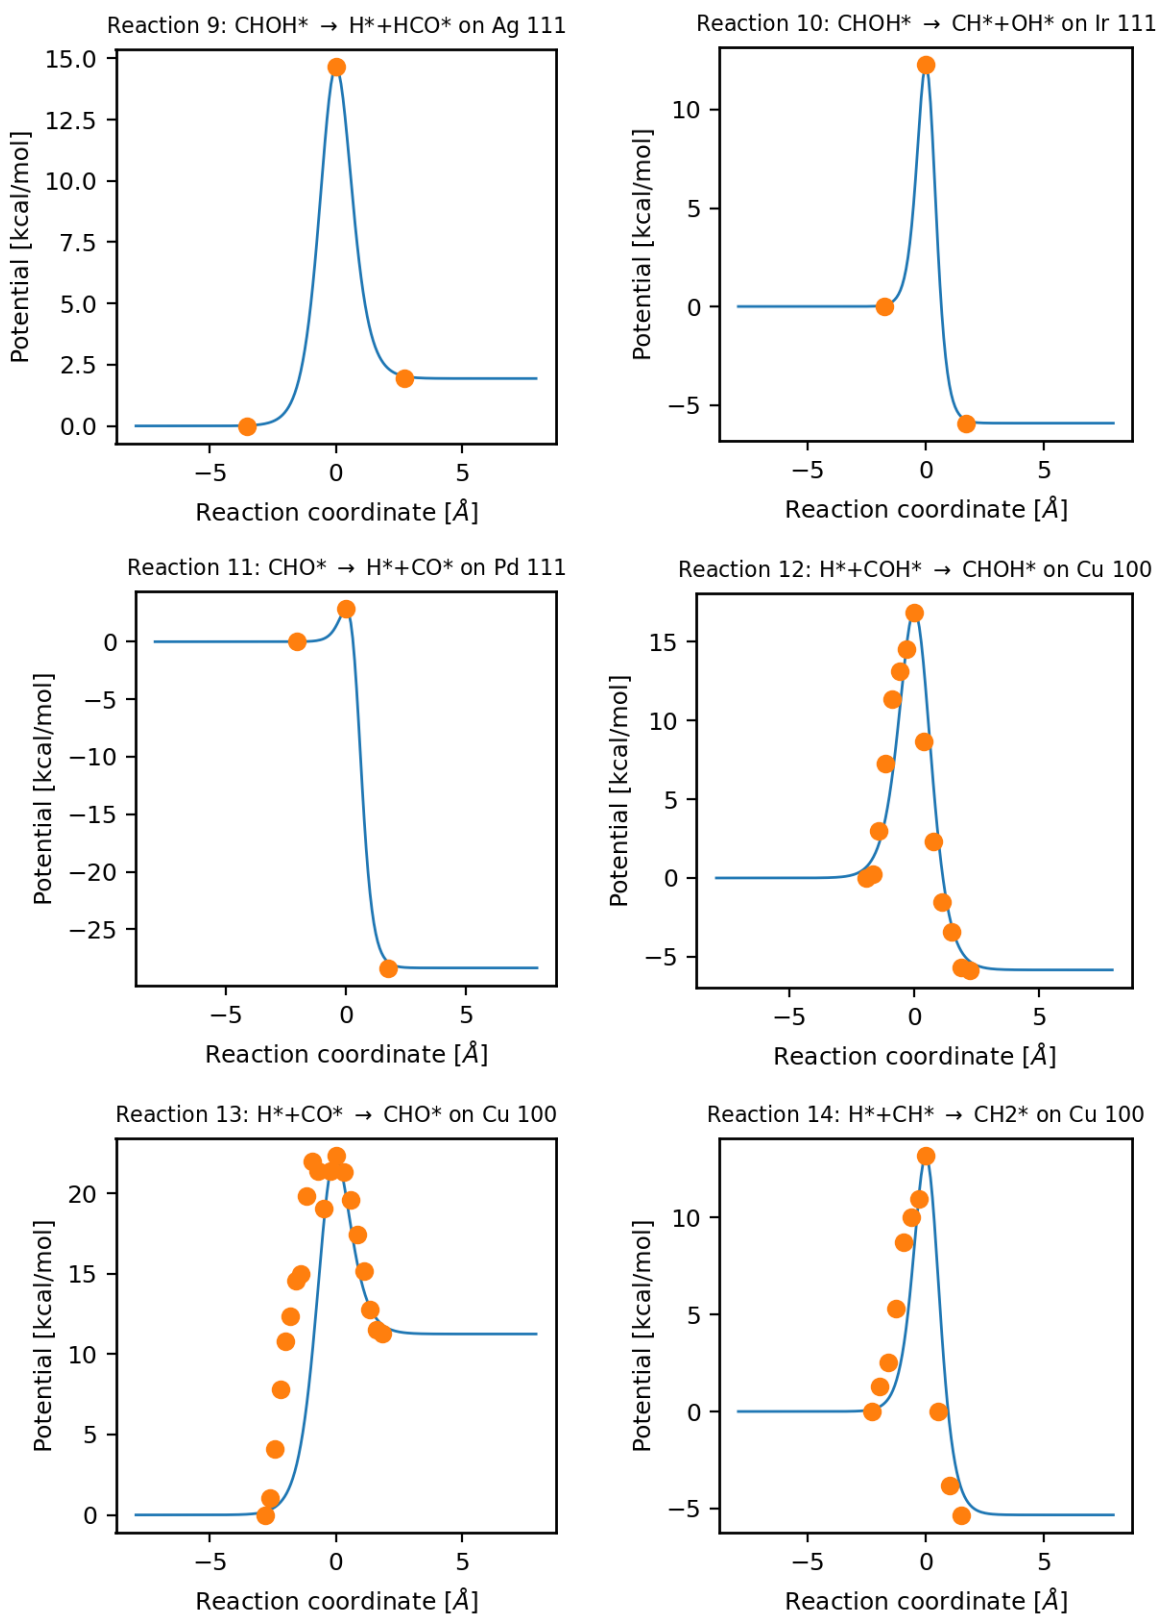 Reaction 9: CHOH* → H*+HCO* on Ag 111
15.0
12.5
10.0
7.5
5.0
2.5
0.0
Potential [kcal/mol]
−5 0 5
Reaction coordinate [Å]
Reaction 10: CHOH* → CH*+OH* on Ir 111
10
5
0
−5
Potential [kcal/mol]
−5 0 5
Reaction coordinate [Å]
Reaction 11: CHO* → H*+CO* on Pd 111
0
−5
−10
−15
−20
−25
Potential [kcal/mol]
−5 0 5
Reaction coordinate [Å]
Reaction 12: H*+COH* → CHOH* on Cu 100
15
10
5
0
−5
Potential [kcal/mol]
−5 0 5
Reaction coordinate [Å]
Reaction 13: H*+CO* → CHO* on Cu 100
20
15
10
5
0
Potential [kcal/mol]
−5 0 5
Reaction coordinate [Å]
Reaction 14: H*+CH* → CH2* on Cu 100
10
5
0
−5
Potential [kcal/mol]
−5 0 5
Reaction coordinate [Å]